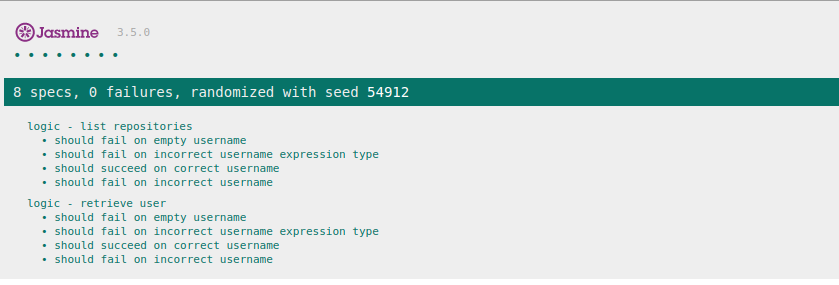 Jasmine 3.5.0
• • • • • • • •
8 specs, 0 failures, randomized with seed 54912
logic - list repositories
• should fail on empty username
• should fail on incorrect username expression type
• should succeed on correct username
• should fail on incorrect username
logic - retrieve user
• should fail on empty username
• should fail on incorrect username expression type
• should succeed on correct username
• should fail on incorrect username